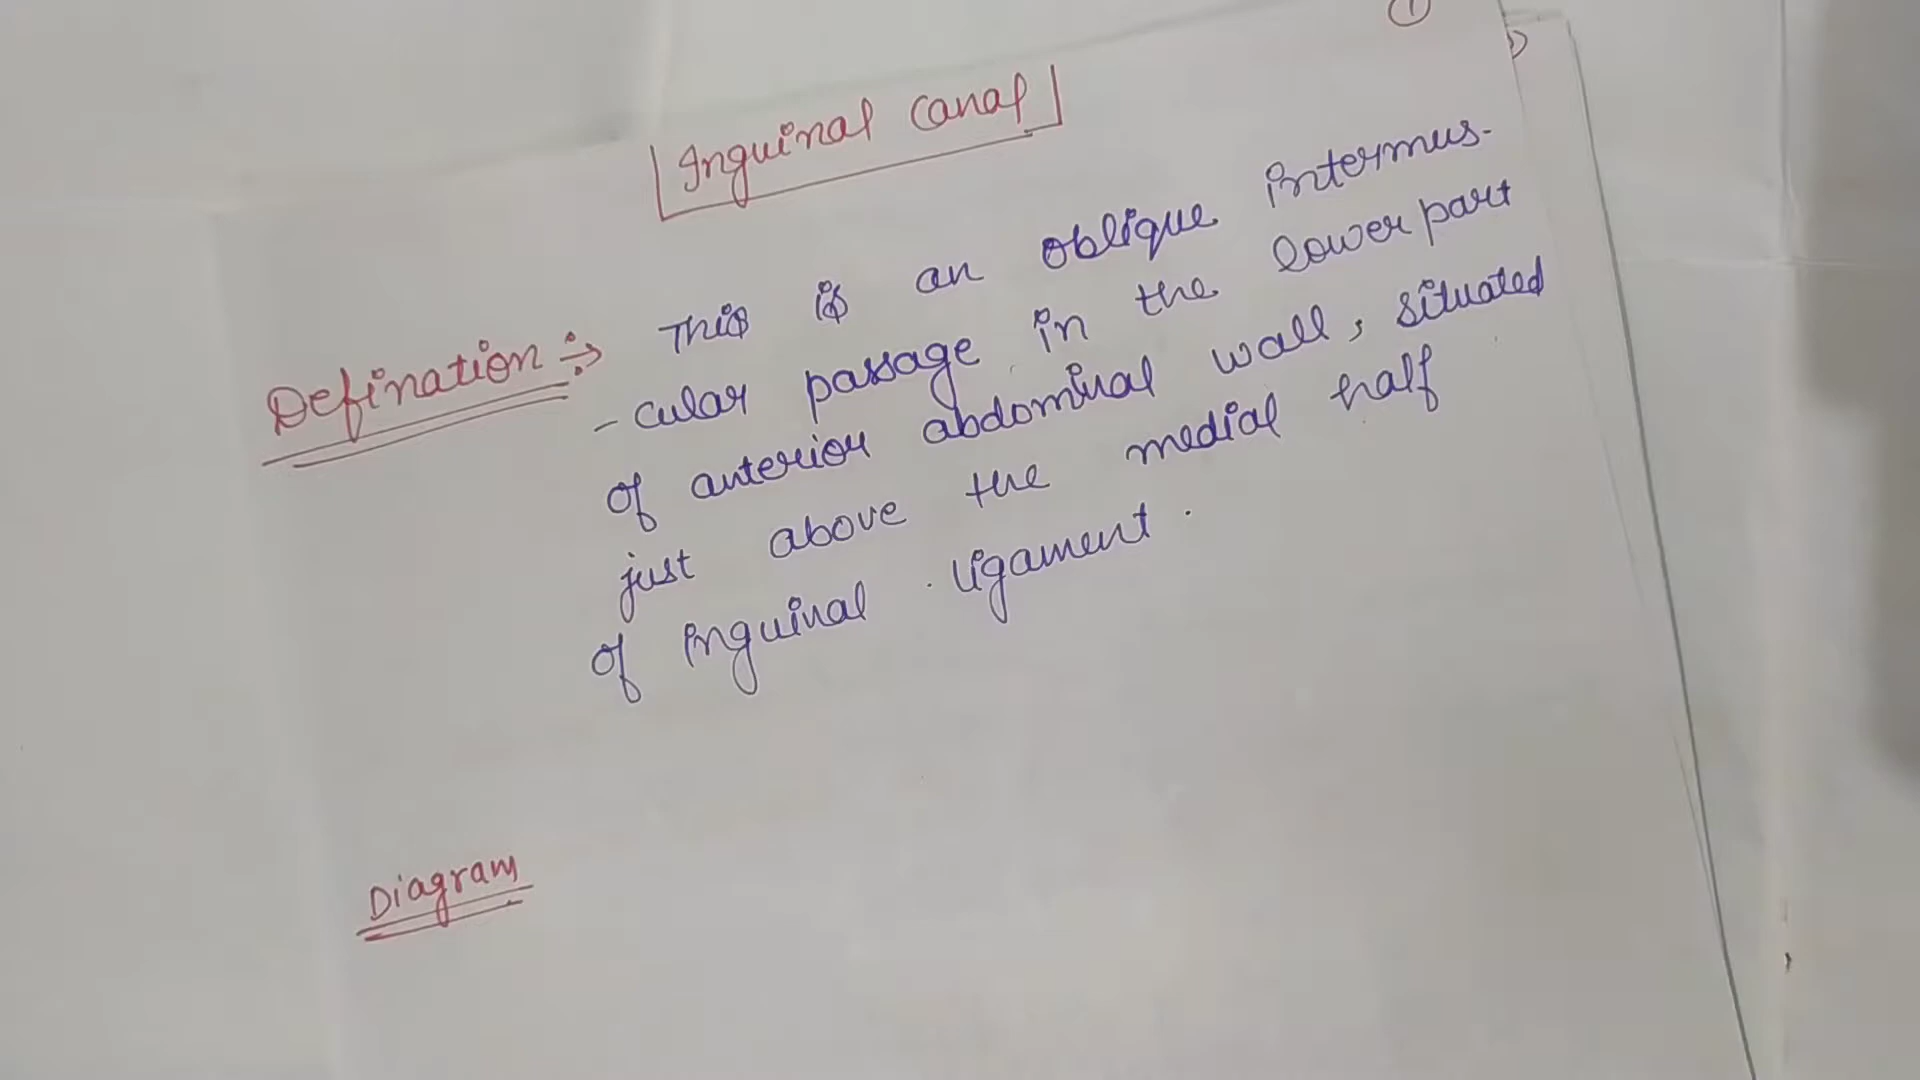 ①
Inguinal Canal
Defination :→ This is an oblique intermus-
- cular passage in the lower part
of anterior abdominal wall, situated
just above the medial half
of inguinal ligament.
Diagram